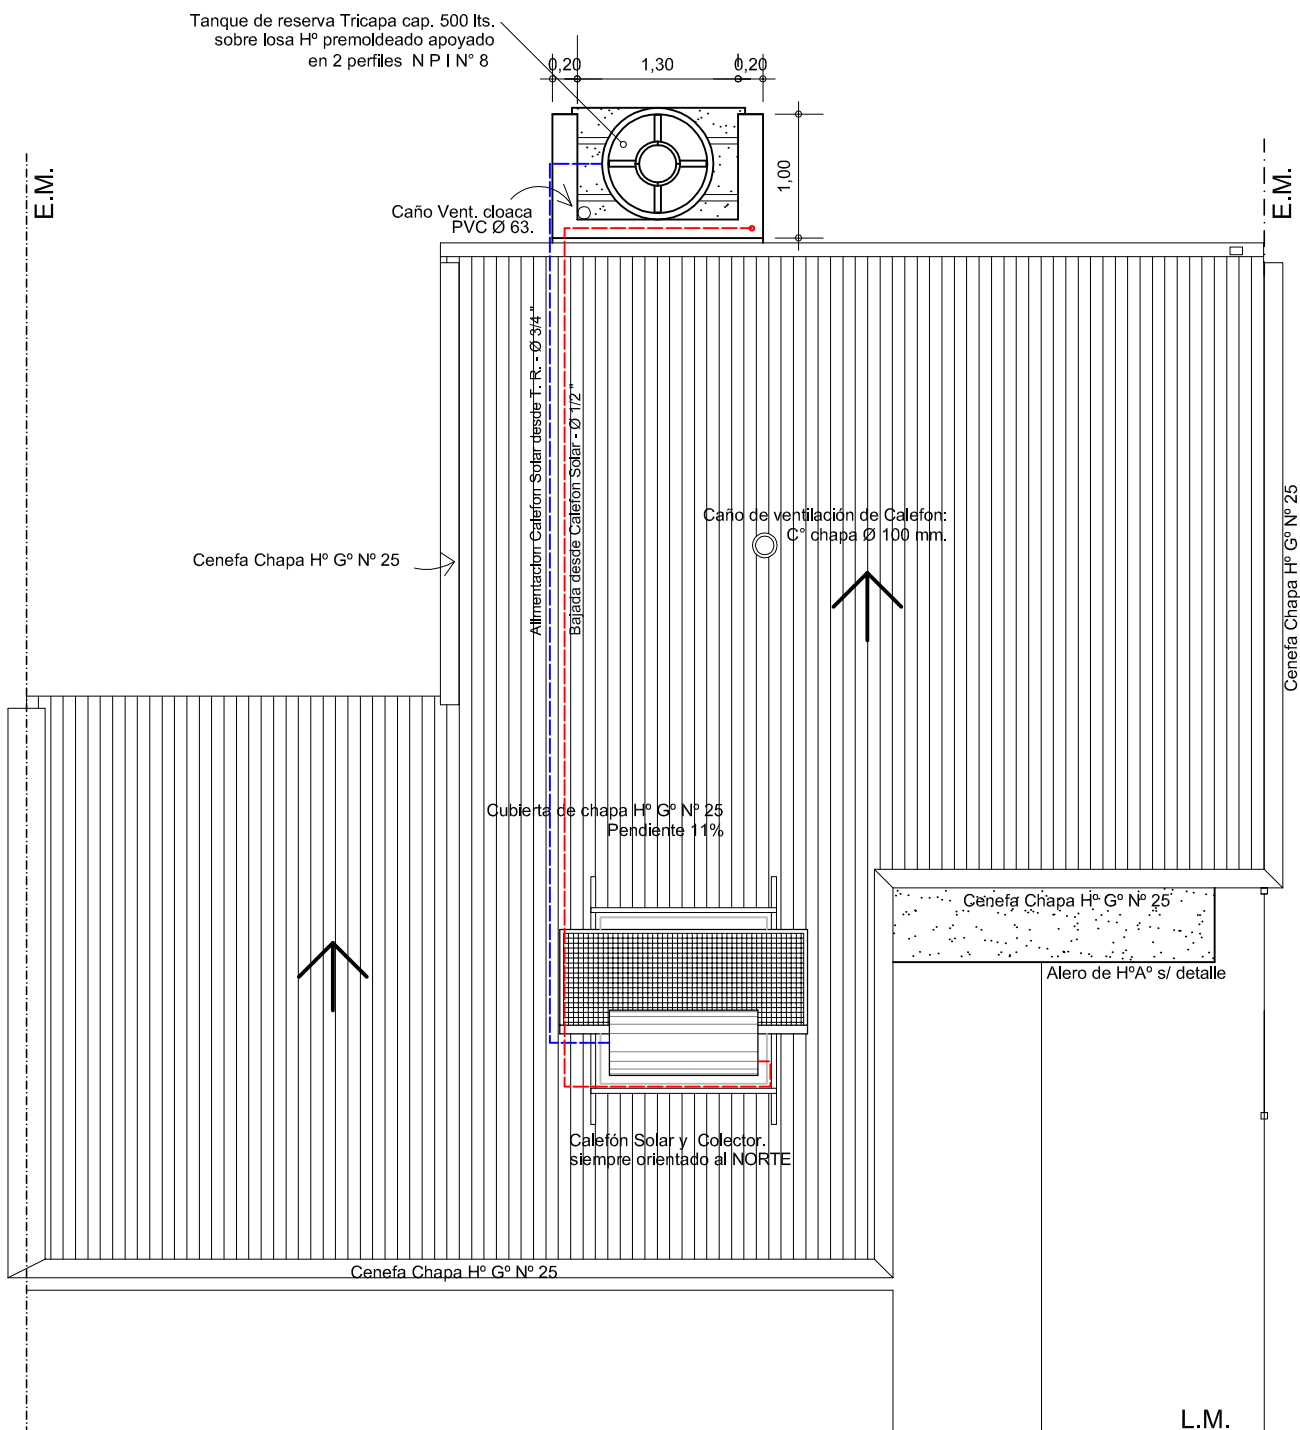 Tanque de reserva Tricapa cap. 500 lts.
sobre losa Hº premoldeado apoyado
en 2 perfiles N P I N° 8
0,20
1,30
0,20
1,00
E.M.
E.M.
Caño Vent. cloaca
PVC Ø 63.
Alimentacion Calefon Solar desde T. R. - Ø 3/4 "
Bajada desde Calefon Solar - Ø 1/2 "
Caño de ventilación de Calefon:
C° chapa Ø 100 mm.
Cenefa Chapa Hº Gº Nº 25
Cenefa Chapa Hº Gº Nº 25
Cubierta de chapa Hº Gº Nº 25
Pendiente 11%
Cenefa Chapa Hº Gº Nº 25
Alero de HºAº s/ detalle
Calefón Solar y Colector.
siempre orientado al NORTE
Cenefa Chapa Hº Gº Nº 25
L.M.